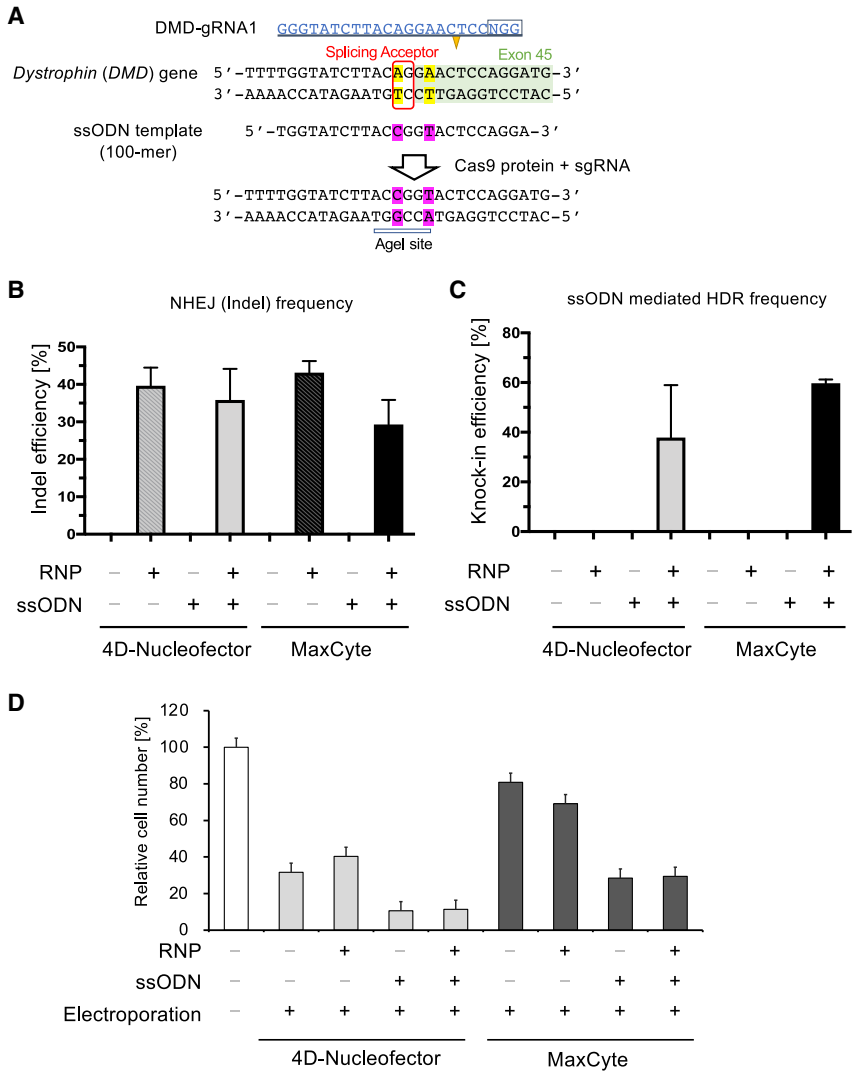 A
DMD-gRNA1 GGGTATCTTACAGGAACTCCNGG
Splicing Acceptor Exon 45
Dystrophin (DMD) gene 5'-TTTTGGTATCTTACAGGAACTCCAGGATG-3'
3'-AAAACCATAGAATGTCCTTGAGGTCCTAC-5'
ssODN template 5'-TGGTATCTTACCGGTACTCCAGGA-3'
(100-mer)
Cas9 protein + sgRNA
5'-TTTTGGTATCTTACCGGTACTCCAGGATG-3'
3'-AAAACCATAGAATGGCCATGAGGTCCTAC-5'
AgeI site
B
NHEJ (Indel) frequency
Indel efficiency [%]
50
40
30
20
10
0
RNP – + – + – + – +
ssODN – – + + – – + +
4D-Nucleofector MaxCyte
C
ssODN mediated HDR frequency
Knock-in efficiency [%]
80
60
40
20
0
RNP – + – + – + – +
ssODN – – + + – – + +
4D-Nucleofector MaxCyte
D
Relative cell number [%]
120
100
80
60
40
20
0
RNP – – + – + – + – +
ssODN – – – + + – – + +
Electroporation – + + + + + + + +
4D-Nucleofector MaxCyte